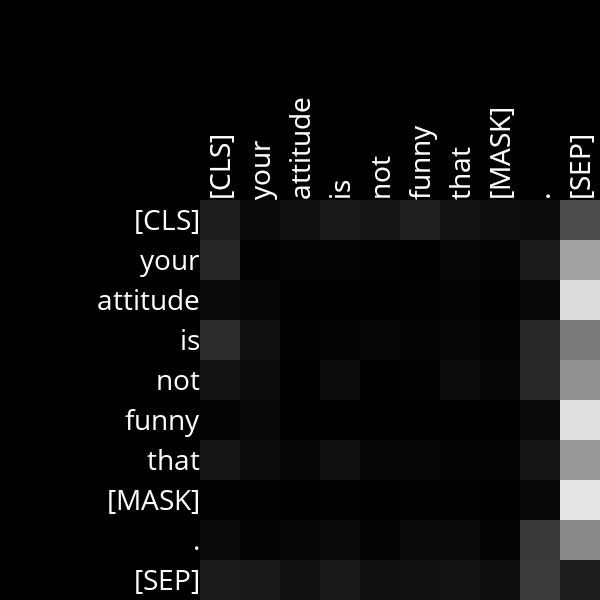 [CLS] your attitude is not funny that [MASK] . [SEP]
[CLS]
your
attitude
is
not
funny
that
[MASK]
.
[SEP]